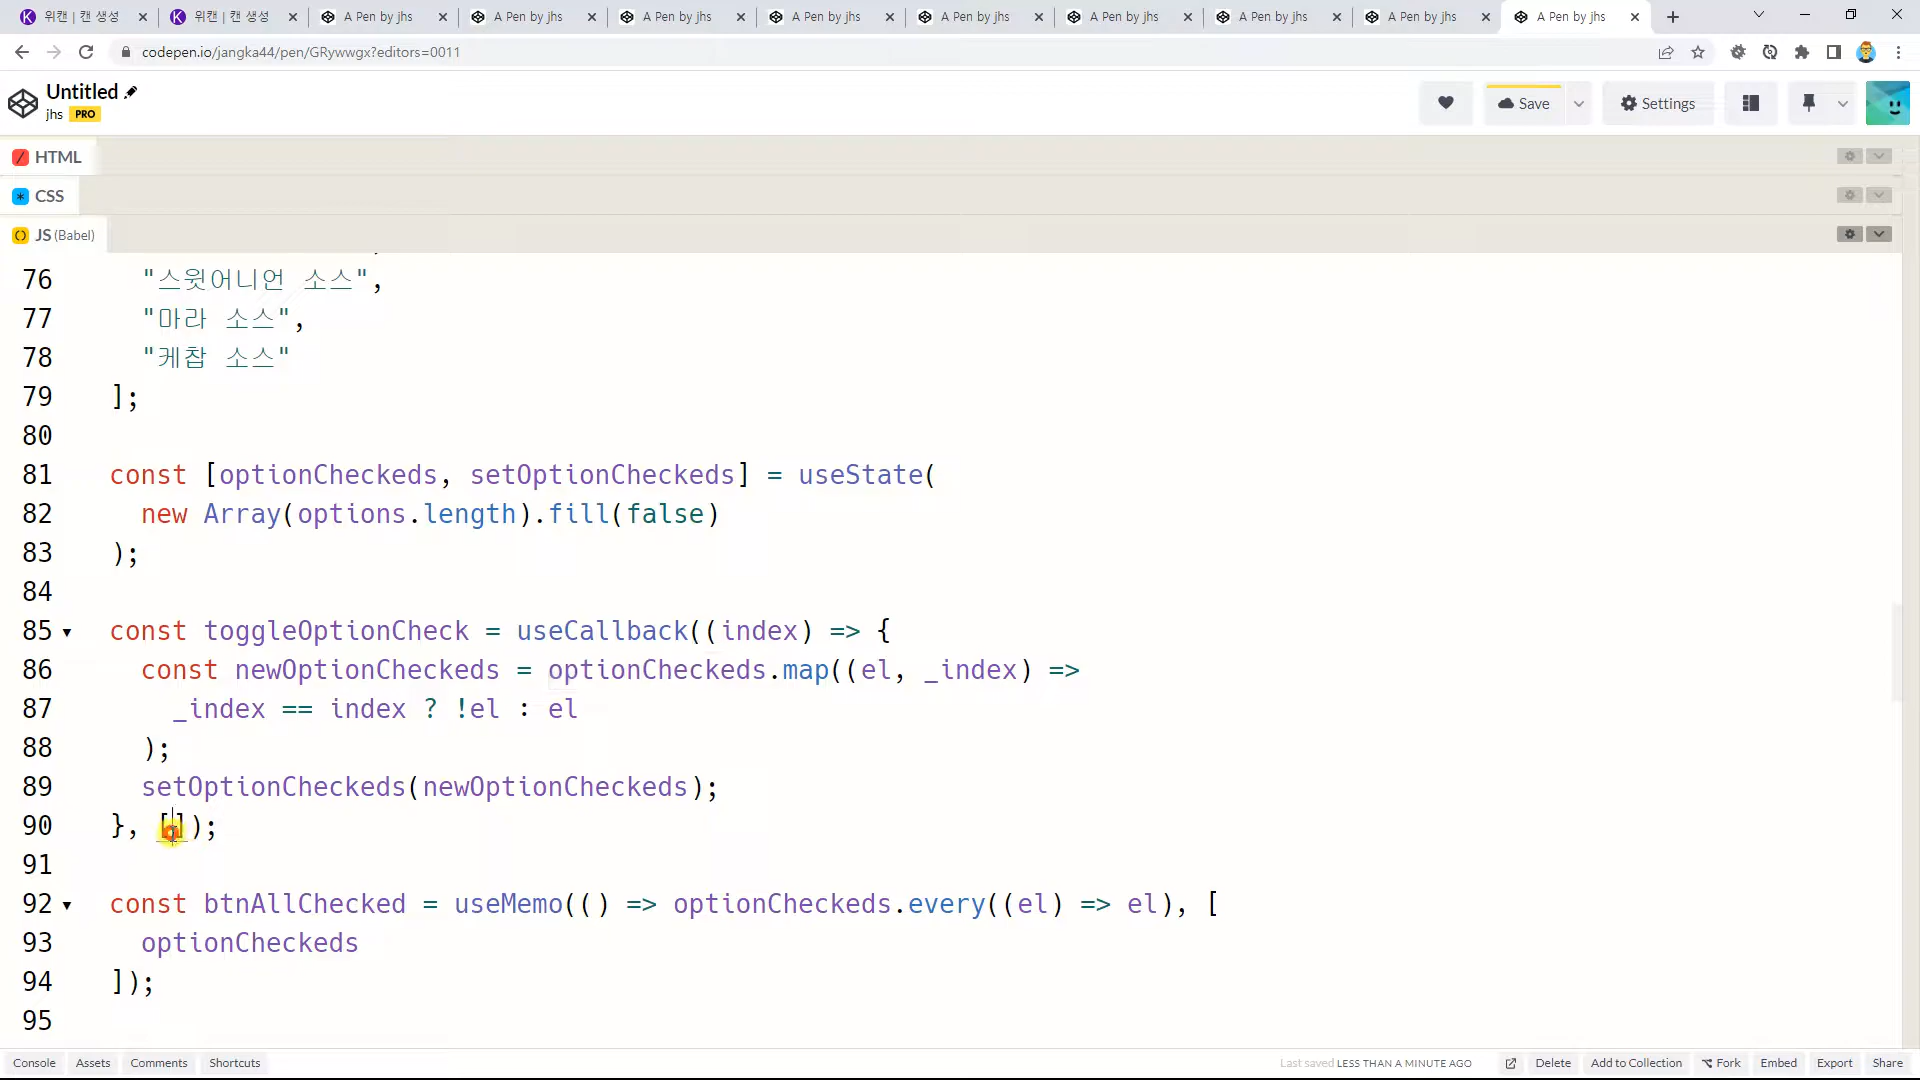 위캔 | 캔 생성
위캔 | 캔 생성
A Pen by jhs
A Pen by jhs
A Pen by jhs
A Pen by jhs
A Pen by jhs
A Pen by jhs
A Pen by jhs
A Pen by jhs
A Pen by jhs
codepen.io/jangka44/pen/GRywwgx?editors=0011
Untitled
jhs PRO
Save
Settings
HTML
CSS
JS (Babel)
76 "스윗어니언 소스",
77 "마라 소스",
78 "케찹 소스"
79 ];
80
81 const [optionCheckeds, setOptionCheckeds] = useState(
82 new Array(options.length).fill(false)
83 );
84
85 const toggleOptionCheck = useCallback((index) => {
86 const newOptionCheckeds = optionCheckeds.map((el, _index) =>
87 _index == index ? !el : el
88 );
89 setOptionCheckeds(newOptionCheckeds);
90 }, []);
91
92 const btnAllChecked = useMemo(() => optionCheckeds.every((el) => el), [
93 optionCheckeds
94 ]);
95
Console Assets Comments Shortcuts Last saved LESS THAN A MINUTE AGO Delete Add to Collection Fork Embed Export Share